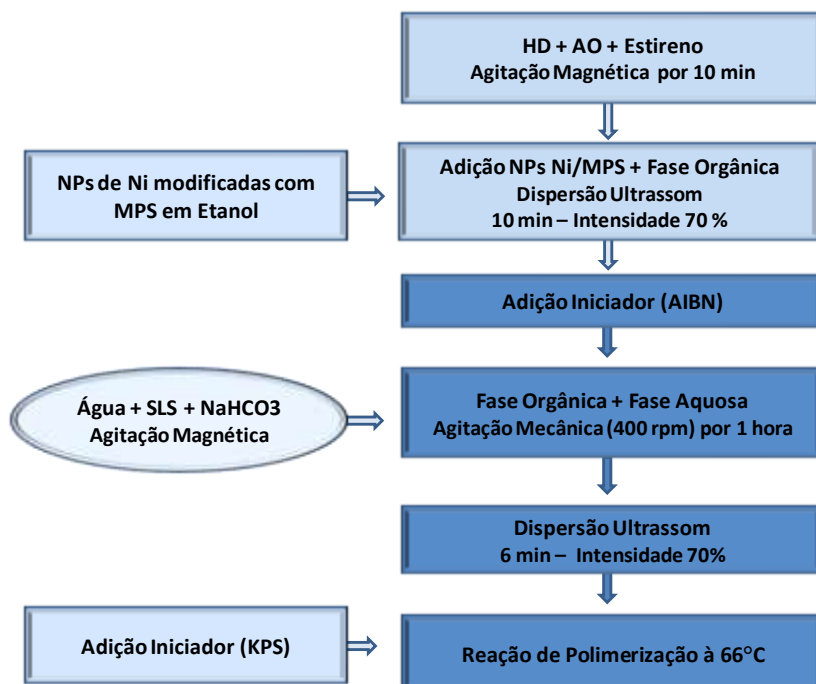 HD + AO + Estireno
Agitação Magnética por 10 min
NPs de Ni modificadas com
MPS em Etanol
Adição NPs Ni/MPS + Fase Orgânica
Dispersão Ultrassom
10 min – Intensidade 70 %
Adição Iniciador (AIBN)
Água + SLS + NaHCO3
Agitação Magnética
Fase Orgânica + Fase Aquosa
Agitação Mecânica (400 rpm) por 1 hora
Dispersão Ultrassom
6 min – Intensidade 70%
Adição Iniciador (KPS)
Reação de Polimerização à 66°C